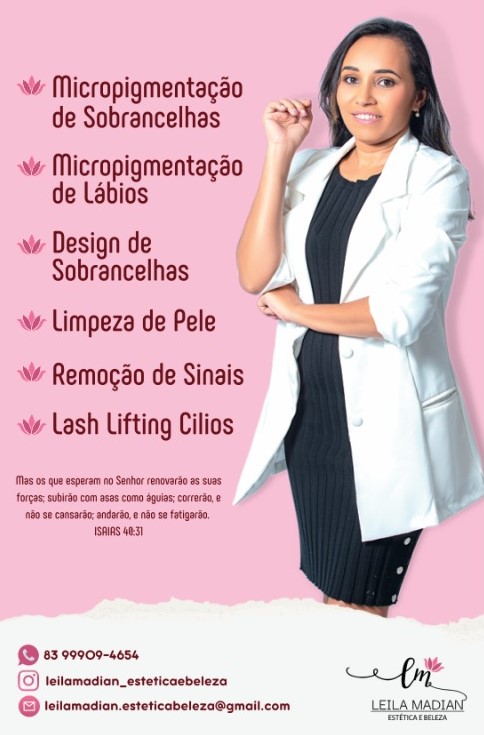 Micropigmentação
de Sobrancelhas
Micropigmentação
de Lábios
Design de
Sobrancelhas
Limpeza de Pele
Remoção de Sinais
Lash Lifting Cilios
Mas os que esperam no Senhor renovarão as suas
forças; subirão com asas como águias; correrão, e
não se cansarão; andarão, e não se fatigarão.
ISAIAS 40:31
83 99909-4654
leilamadian_esteticaebeleza
leilamadian.esteticabeleza@gmail.com
lm
LEILA MADIAN
ESTÉTICA E BELEZA